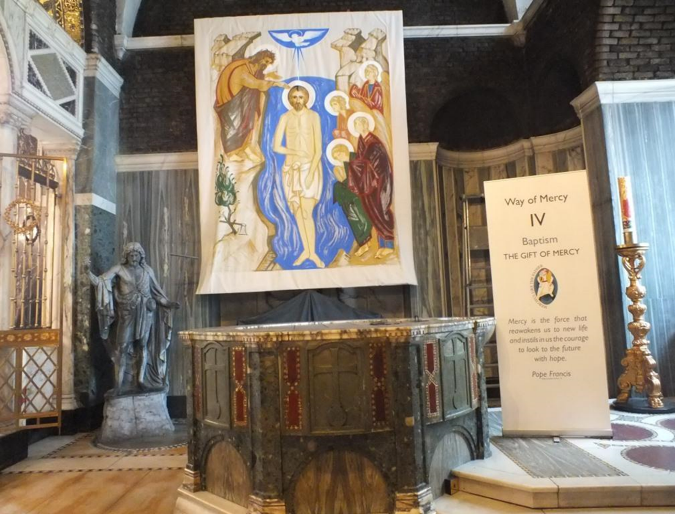 Way of Mercy
IV
Baptism
THE GIFT OF MERCY
Mercy is the force that
reawakens us to new life
and instils in us the courage
to look to the future
with hope.
Pope Francis